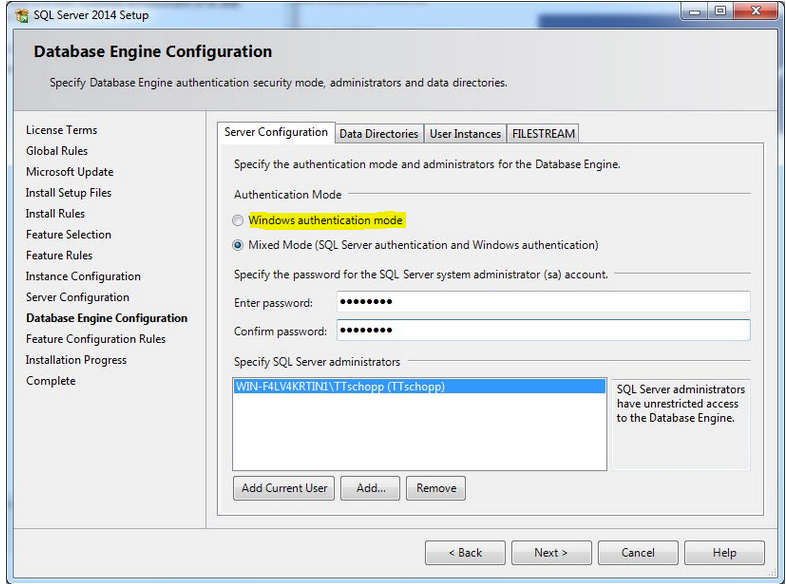 SQL Server 2014 Setup
Database Engine Configuration
Specify Database Engine authentication security mode, administrators and data directories.
License Terms
Global Rules
Microsoft Update
Install Setup Files
Install Rules
Feature Selection
Feature Rules
Instance Configuration
Server Configuration
Database Engine Configuration
Feature Configuration Rules
Installation Progress
Complete
Server Configuration Data Directories User Instances FILESTREAM
Specify the authentication mode and administrators for the Database Engine.
Authentication Mode
Windows authentication mode
Mixed Mode (SQL Server authentication and Windows authentication)
Specify the password for the SQL Server system administrator (sa) account.
Enter password: ●●●●●●●●
Confirm password: ●●●●●●●●
Specify SQL Server administrators
WIN-F4LV4KRTIN1\TTschopp (TTschopp)
SQL Server administrators
have unrestricted access
to the Database Engine.
Add Current User Add... Remove
< Back Next > Cancel Help